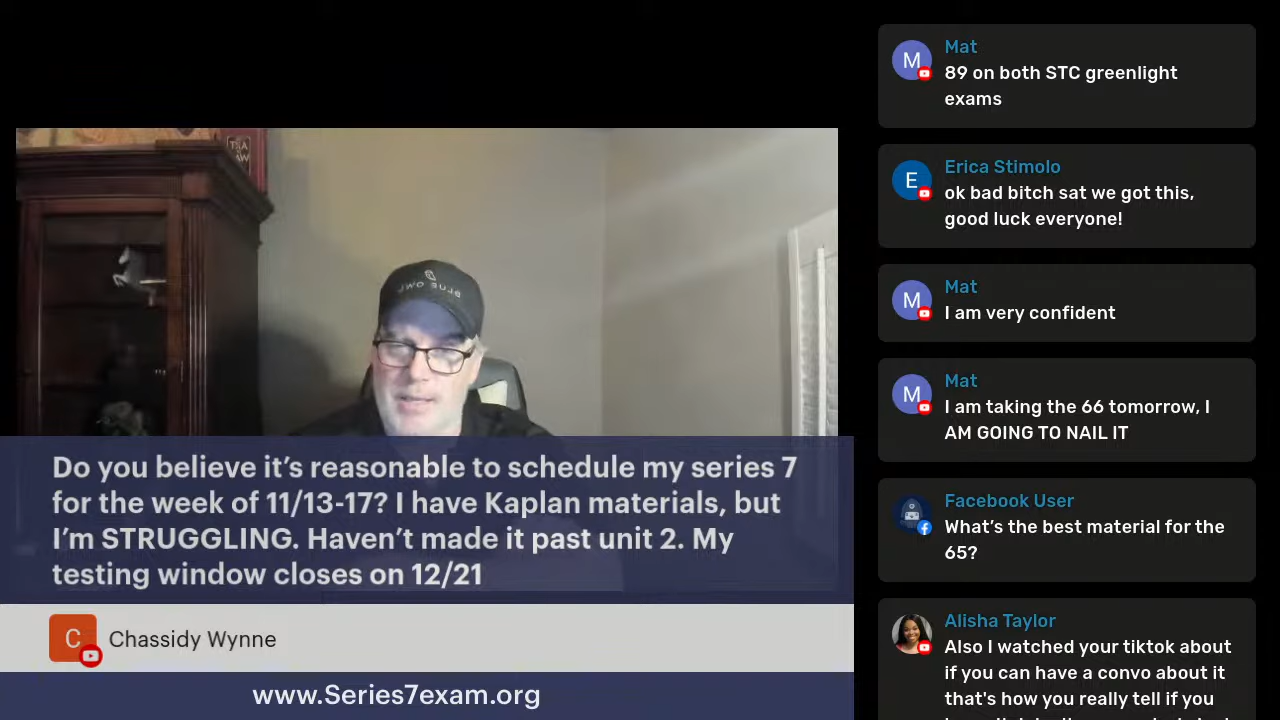 Do you believe it's reasonable to schedule my series 7
for the week of 11/13-17? I have Kaplan materials, but
I'm STRUGGLING. Haven't made it past unit 2. My
testing window closes on 12/21
C
Chassidy Wynne
www.Series7exam.org
M
Mat
89 on both STC greenlight
exams
E
Erica Stimolo
ok bad bitch sat we got this,
good luck everyone!
M
Mat
I am very confident
M
Mat
I am taking the 66 tomorrow, I
AM GOING TO NAIL IT
Facebook User
What's the best material for the
65?
Alisha Taylor
Also I watched your tiktok about
if you can have a convo about it
that's how you really tell if you